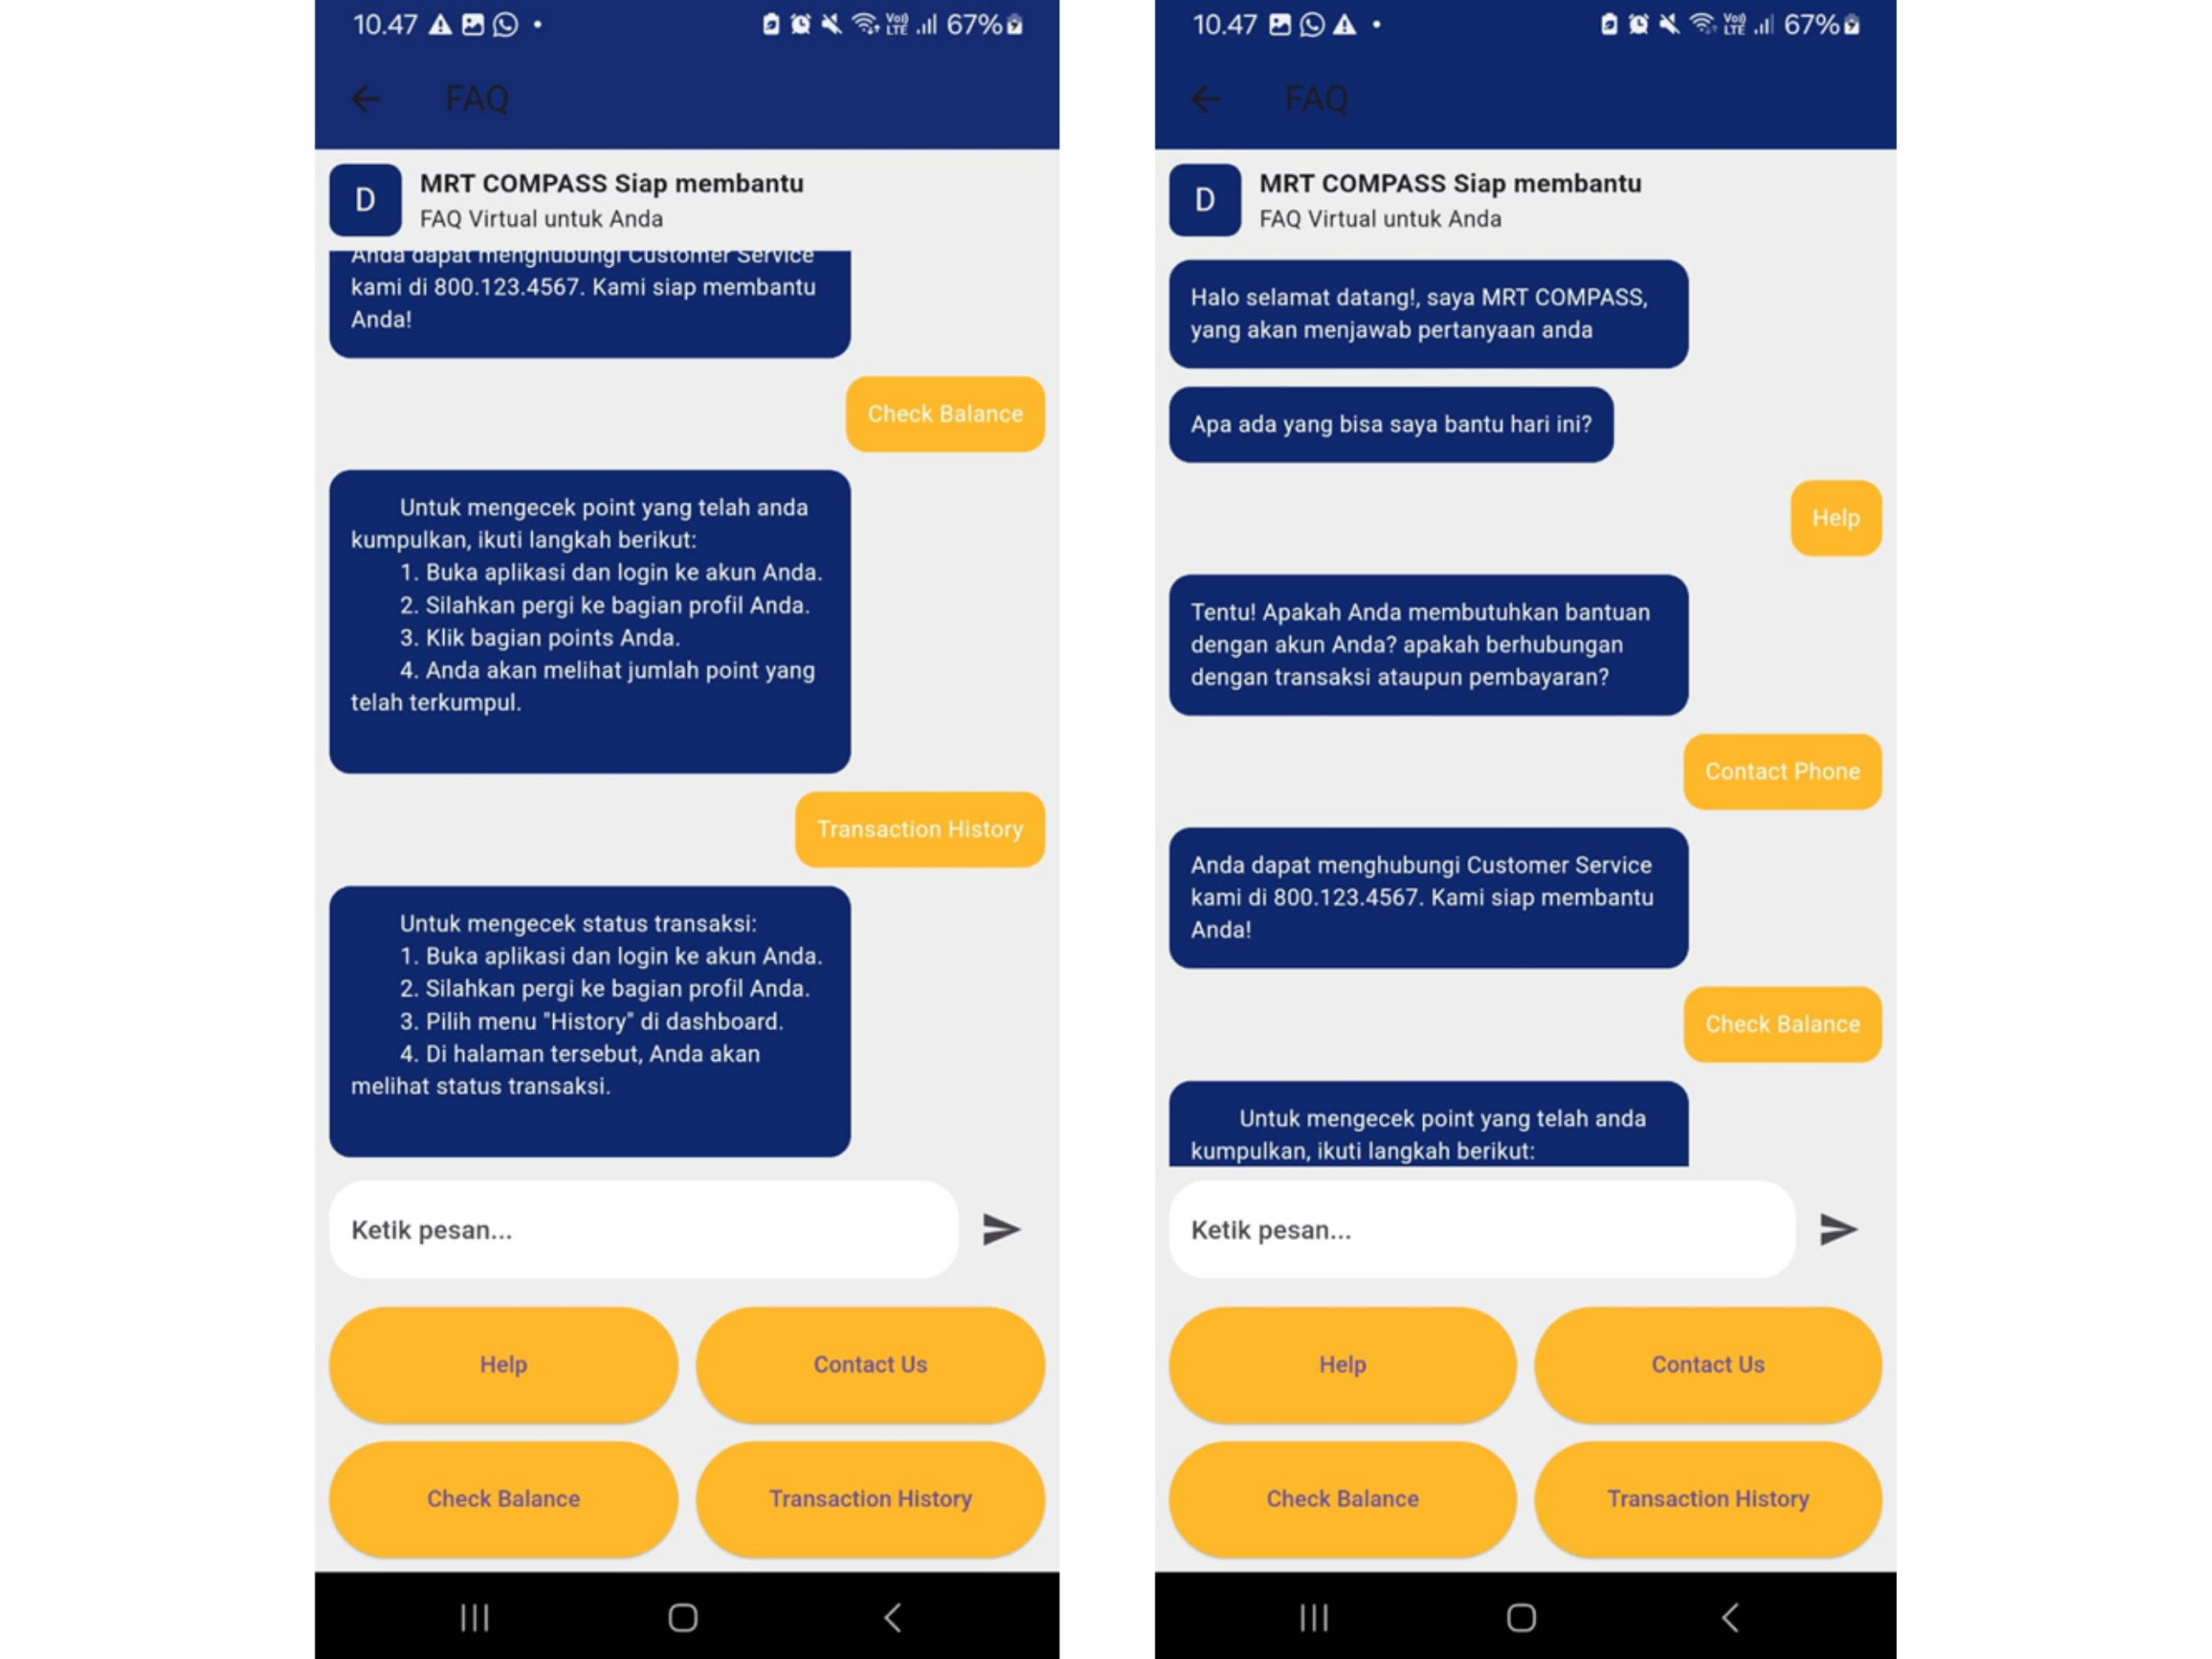 10.47
67%
FAQ
D
MRT COMPASS Siap membantu
FAQ Virtual untuk Anda
Anda dapat menghubungi Customer Service
kami di 800.123.4567. Kami siap membantu
Anda!
Check Balance
Untuk mengecek point yang telah anda
kumpulkan, ikuti langkah berikut:
1. Buka aplikasi dan login ke akun Anda.
2. Silahkan pergi ke bagian profil Anda.
3. Klik bagian points Anda.
4. Anda akan melihat jumlah point yang
telah terkumpul.
Transaction History
Untuk mengecek status transaksi:
1. Buka aplikasi dan login ke akun Anda.
2. Silahkan pergi ke bagian profil Anda.
3. Pilih menu "History" di dashboard.
4. Di halaman tersebut, Anda akan
melihat status transaksi.
Ketik pesan...
Help
Contact Us
Check Balance
Transaction History
10.47
67%
FAQ
D
MRT COMPASS Siap membantu
FAQ Virtual untuk Anda
Halo selamat datang!, saya MRT COMPASS,
yang akan menjawab pertanyaan anda
Apa ada yang bisa saya bantu hari ini?
Help
Tentu! Apakah Anda membutuhkan bantuan
dengan akun Anda? apakah berhubungan
dengan transaksi ataupun pembayaran?
Contact Phone
Anda dapat menghubungi Customer Service
kami di 800.123.4567. Kami siap membantu
Anda!
Check Balance
Untuk mengecek point yang telah anda
kumpulkan, ikuti langkah berikut:
Ketik pesan...
Help
Contact Us
Check Balance
Transaction History